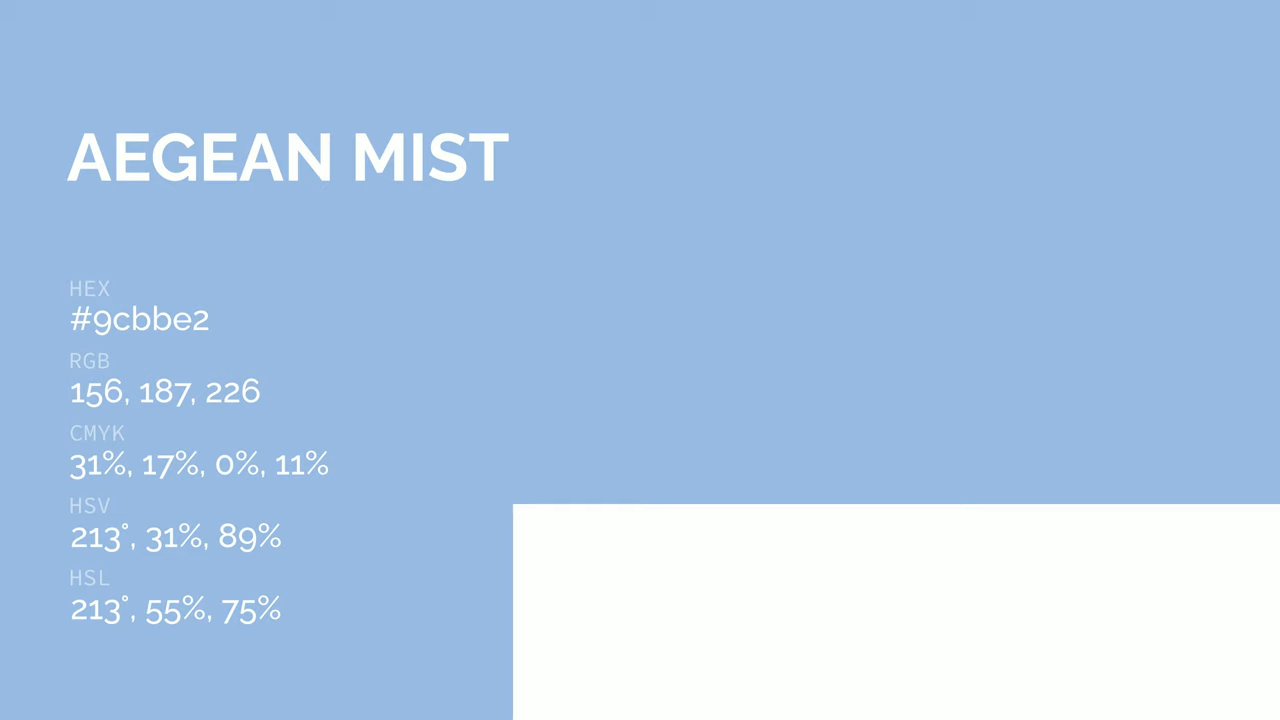 AEGEAN MIST
HEX
#9cbbe2
RGB
156, 187, 226
CMYK
31%, 17%, 0%, 11%
HSV
213°, 31%, 89%
HSL
213°, 55%, 75%